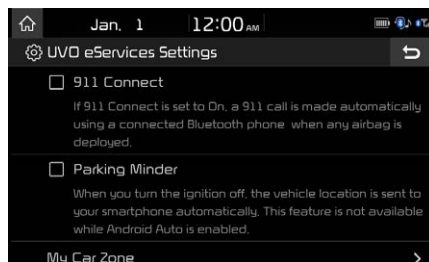 Jan. 1 12:00 AM
UVO eServices Settings
911 Connect
If 911 Connect is set to On, a 911 call is made automatically
using a connected Bluetooth phone when any airbag is
deployed.
Parking Minder
When you turn the ignition off, the vehicle location is sent to
your smartphone automatically. This feature is not available
while Android Auto is enabled.
My Car Zone